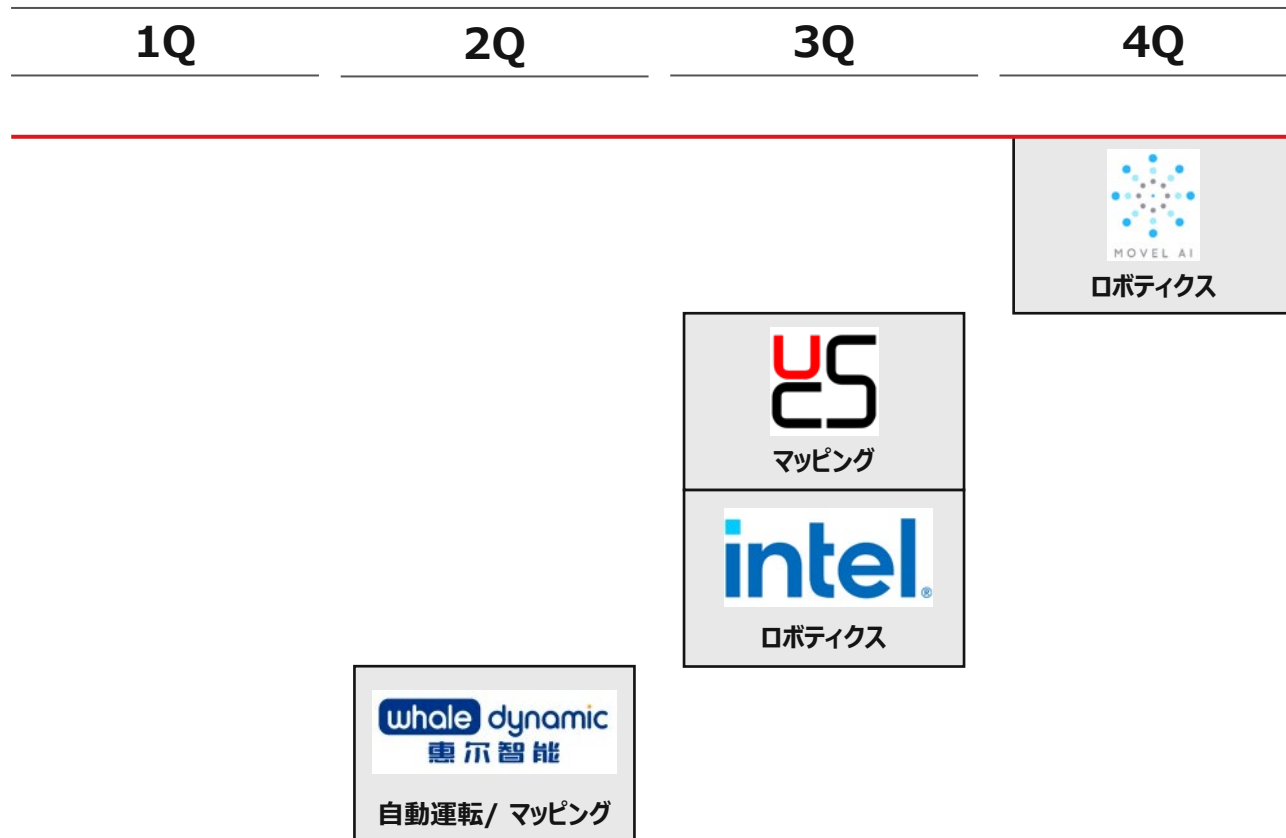 1Q 2Q 3Q 4Q
MOVEL AI
ロボティクス
UCS
マッピング
intel®
ロボティクス
whale dynamic
惠尔智能
自動運転/ マッピング